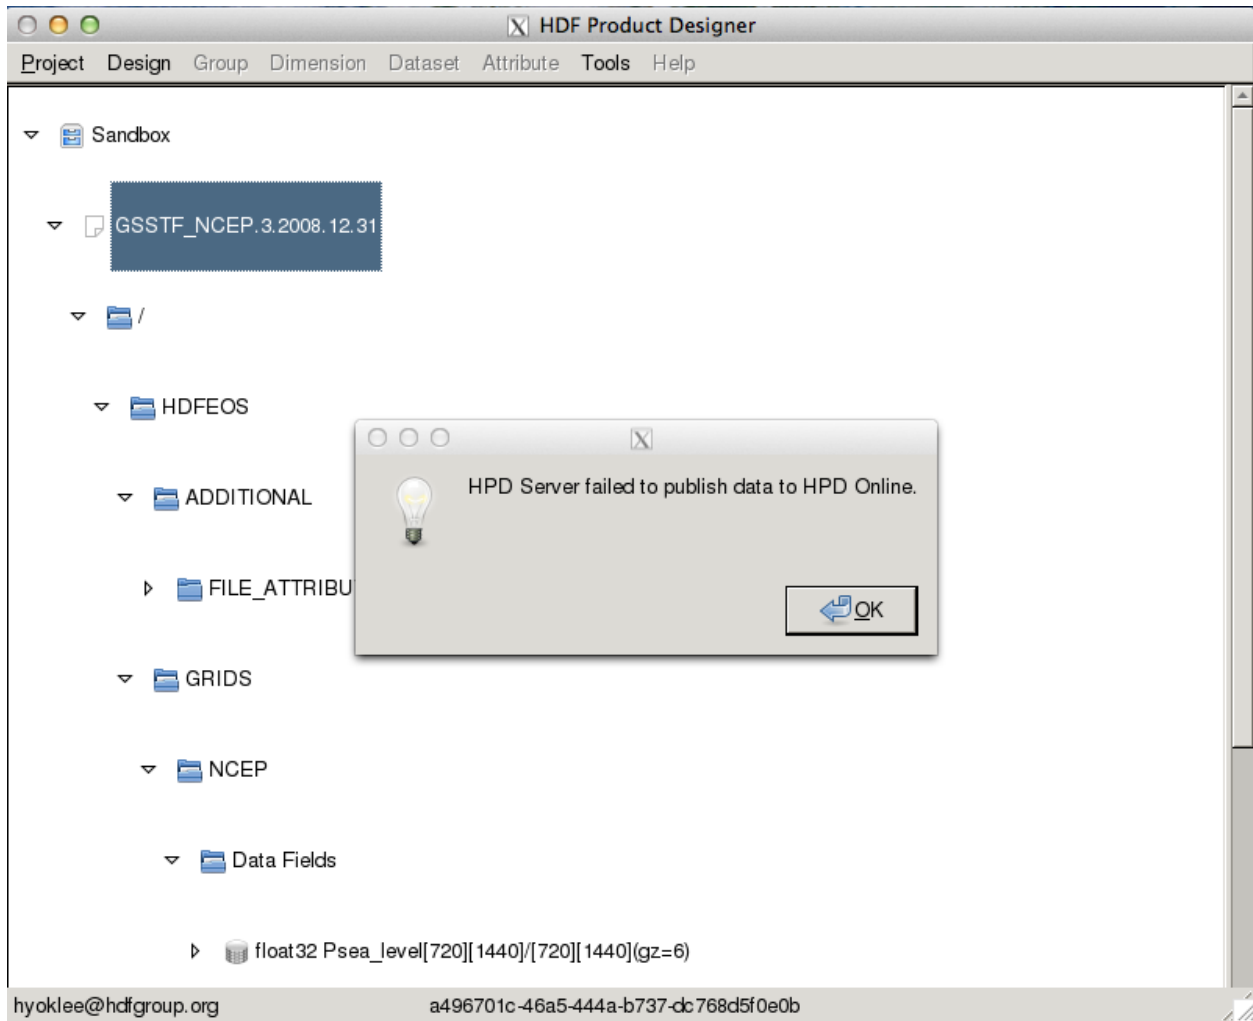 HDF Product Designer
Project Design Group Dimension Dataset Attribute Tools Help
Sandbox
GSSTF_NCEP.3.2008.12.31
/
HDFEOS
ADDITIONAL
HPD Server failed to publish data to HPD Online.
FILE_ATTRIBU
OK
GRIDS
NCEP
Data Fields
float32 Psea_level[720][1440]/[720][1440](gz=6)
hyoklee@hdfgroup.org a496701c-46a5-444a-b737-dc768d5f0e0b